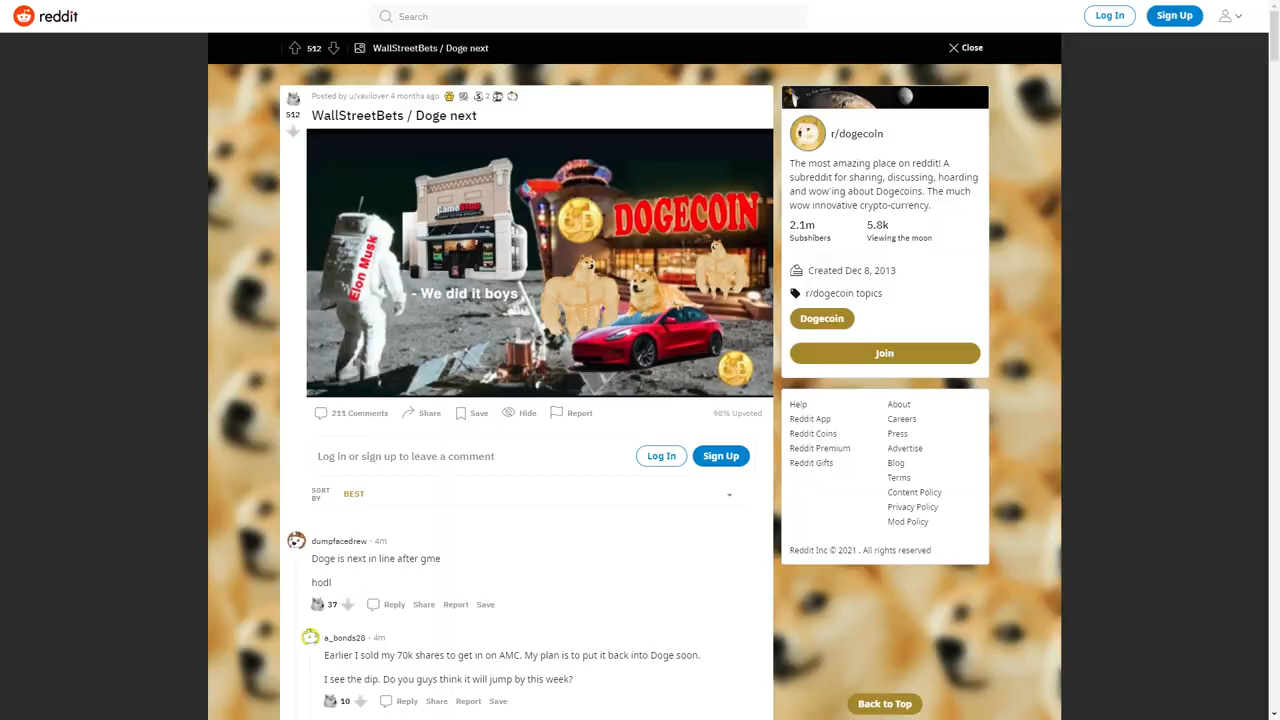 reddit
Search
Log In
Sign Up
512
WallStreetBets / Doge next
Close
Posted by u/vavilover 4 months ago
2
512
WallStreetBets / Doge next
GameStop
DOGECOIN
Elon Musk
- We did it boys
211 Comments
Share
Save
Hide
Report
98% Upvoted
Log in or sign up to leave a comment
Log In
Sign Up
SORT
BY
BEST
dumpfacedrew · 4m
Doge is next in line after gme
hodl
37
Reply
Share
Report
Save
a_bonds28 · 4m
Earlier I sold my 70k shares to get in on AMC. My plan is to put it back into Doge soon.
I see the dip. Do you guys think it will jump by this week?
10
Reply
Share
Report
Save
r/dogecoin
The most amazing place on reddit! A
subreddit for sharing, discussing, hoarding
and wow'ing about Dogecoins. The much
wow innovative crypto-currency.
2.1m
5.8k
Subshibers
Viewing the moon
Created Dec 8, 2013
r/dogecoin topics
Dogecoin
Join
Help
About
Reddit App
Careers
Reddit Coins
Press
Reddit Premium
Advertise
Reddit Gifts
Blog
Terms
Content Policy
Privacy Policy
Mod Policy
Reddit Inc © 2021 . All rights reserved
Back to Top